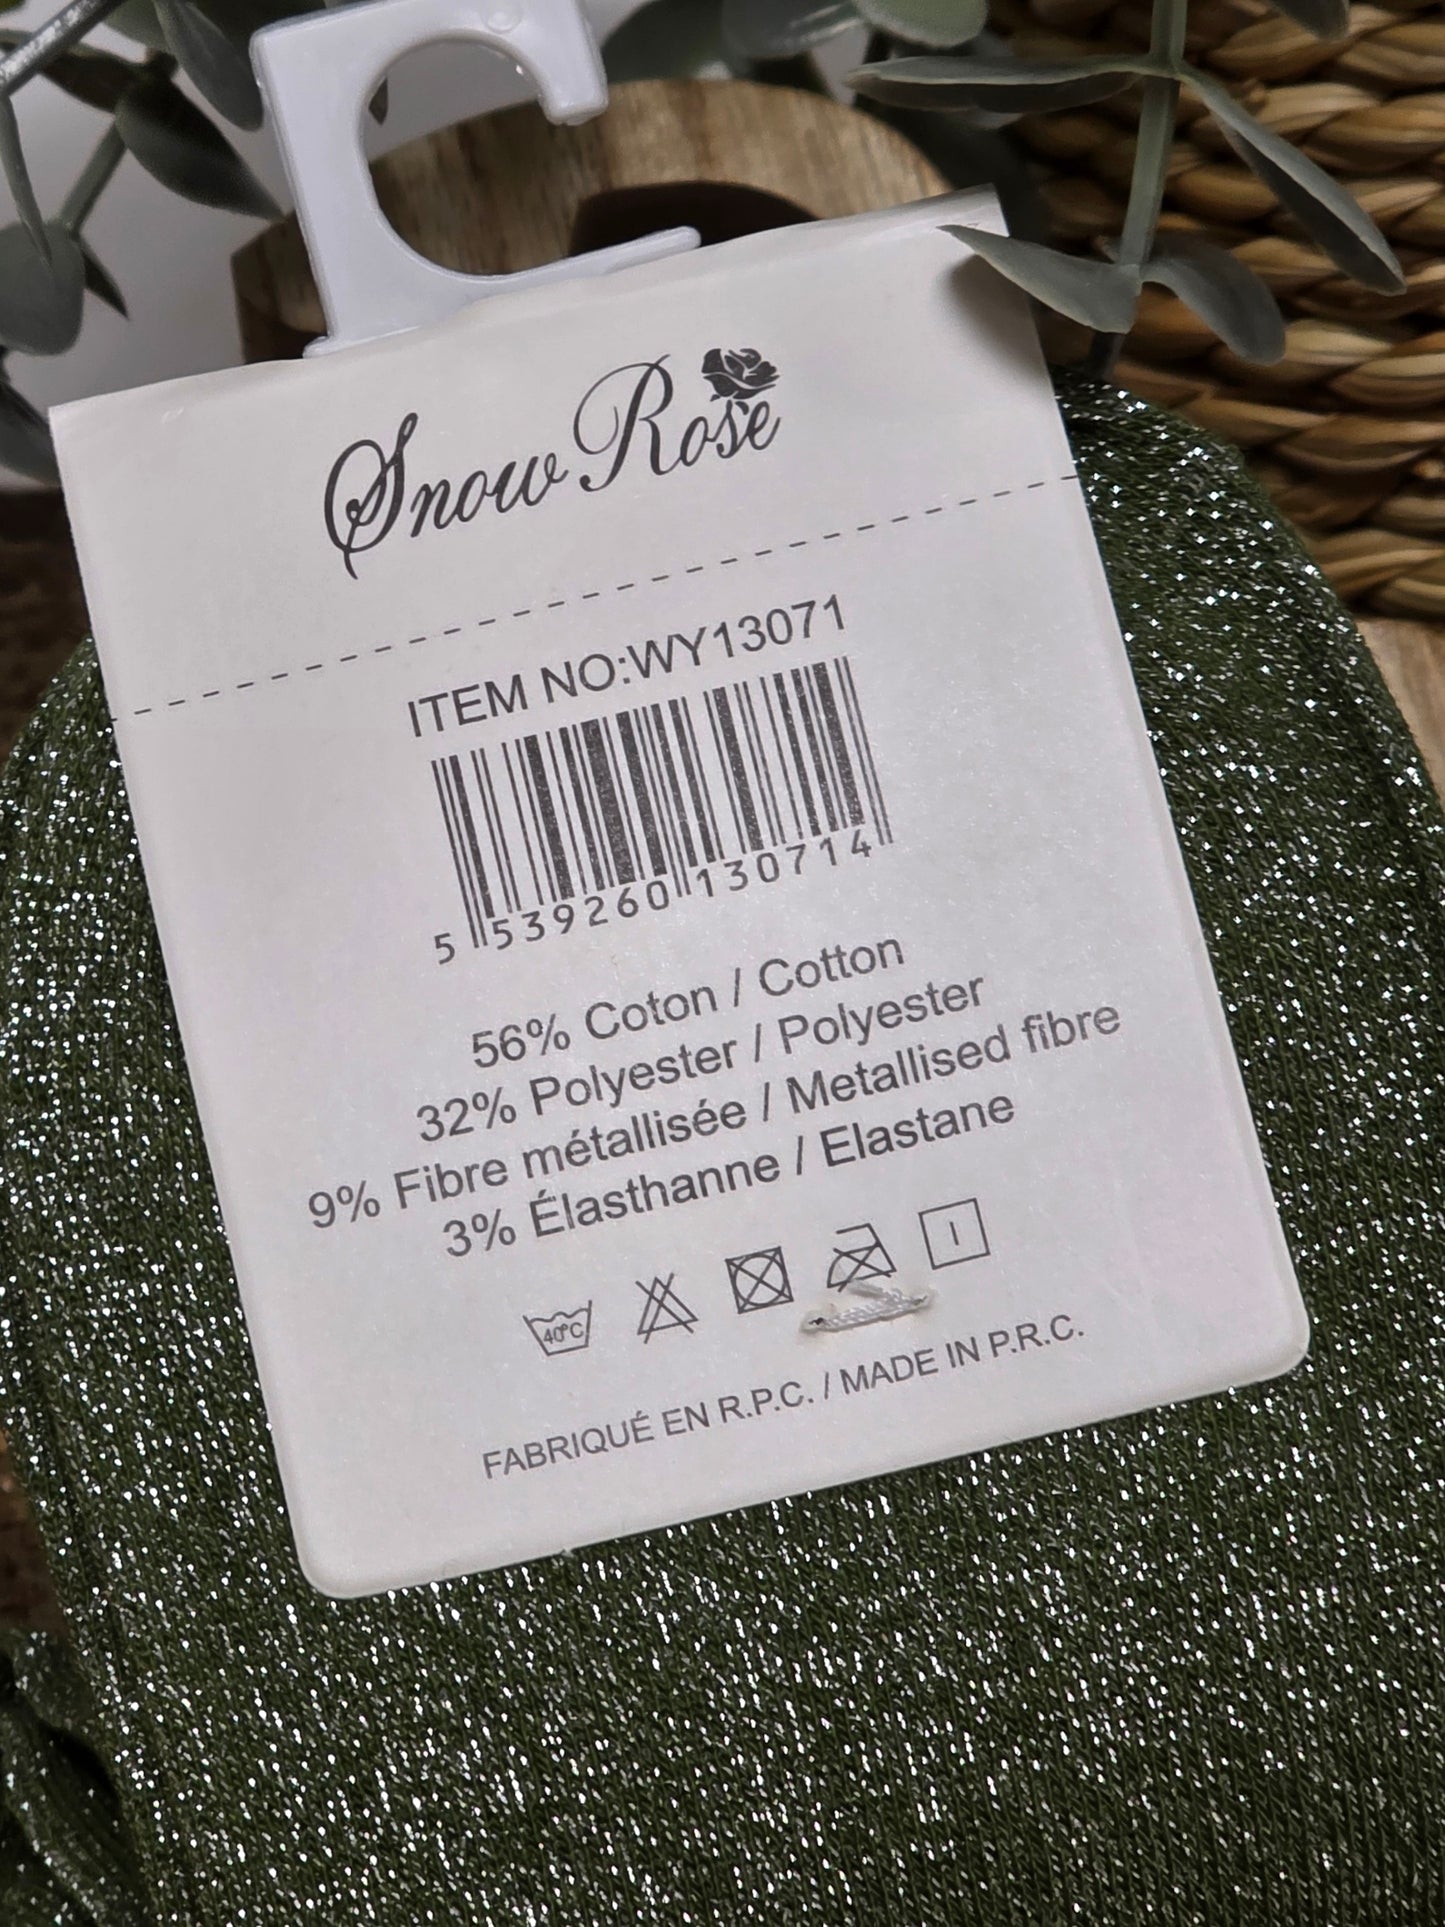 Snow Rose
ITEM NO:WY13071
5 539260 130714
56% Coton / Cotton
32% Polyester / Polyester
9% Fibre métallisée / Metallised fibre
3% Élasthanne / Elastane
40°C
FABRIQUÉ EN R.P.C. / MADE IN P.R.C.